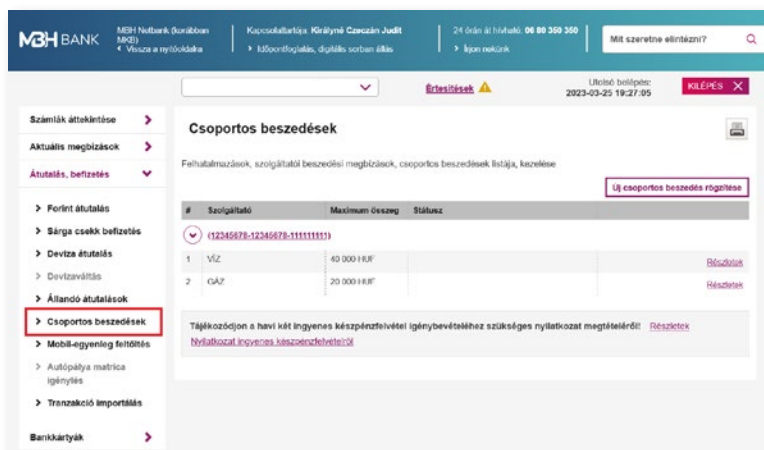 MBH BANK
MBH Netbank (korábban MKB)
Vissza a nyitóoldalra
Kapcsolattartója Királyné Czeczán Judit
Időpontfoglalás, digitális sorban állás
24 órán át hívható: 06 80 350 350
Írjon nekünk
Mit szeretne elintézni?
Értesítések
Utolsó belépés:
2023-03-25 19:27:05
KILÉPÉS X
Számlák áttekintése
Aktuális megbízások
Átutalás, befizetés
Forint átutalás
Sárga csekk befizetés
Deviza átutalás
Devizaváltás
Állandó átutalások
Csoportos beszedések
Mobil-egyenleg feltöltés
Autópálya matrica
igénylés
Tranzakció importálás
Bankkártyák
Csoportos beszedések
Felhatalmazások, szolgáltatói beszedési megbízások, csoportos beszedések listája, kezelése
Új csoportos beszedés rögzítése
# Szolgáltató Maximum összeg Státusz
(12345678-12345678-111111111)
1 VÍZ 40 000 HUF Részletek
2 GÁZ 20 000 HUF Részletek
Tájékozódjon a havi két ingyenes készpénzfelvétel igénybevételéhez szükséges nyilatkozat megtételéről! Részletek
Nyilatkozat ingyenes készpénzfelvételről